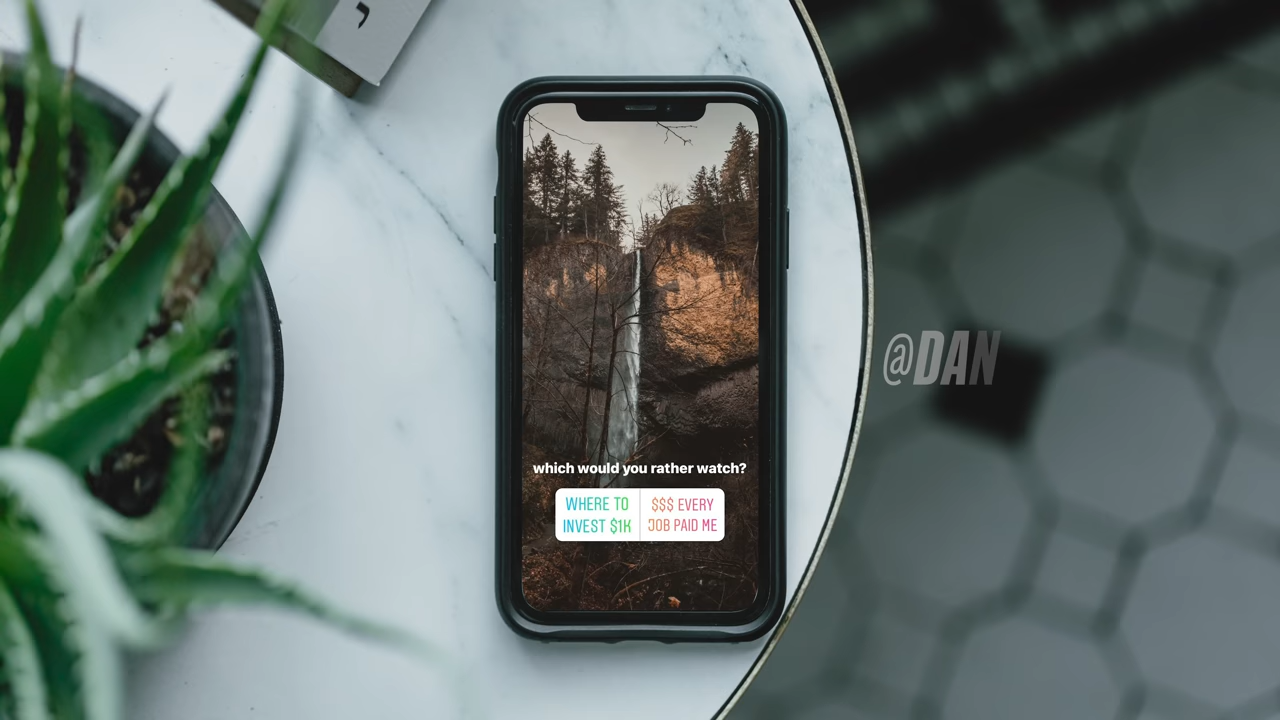 which would you rather watch?
WHERE TO
INVEST $1K
$$$ EVERY
JOB PAID ME
@DAN